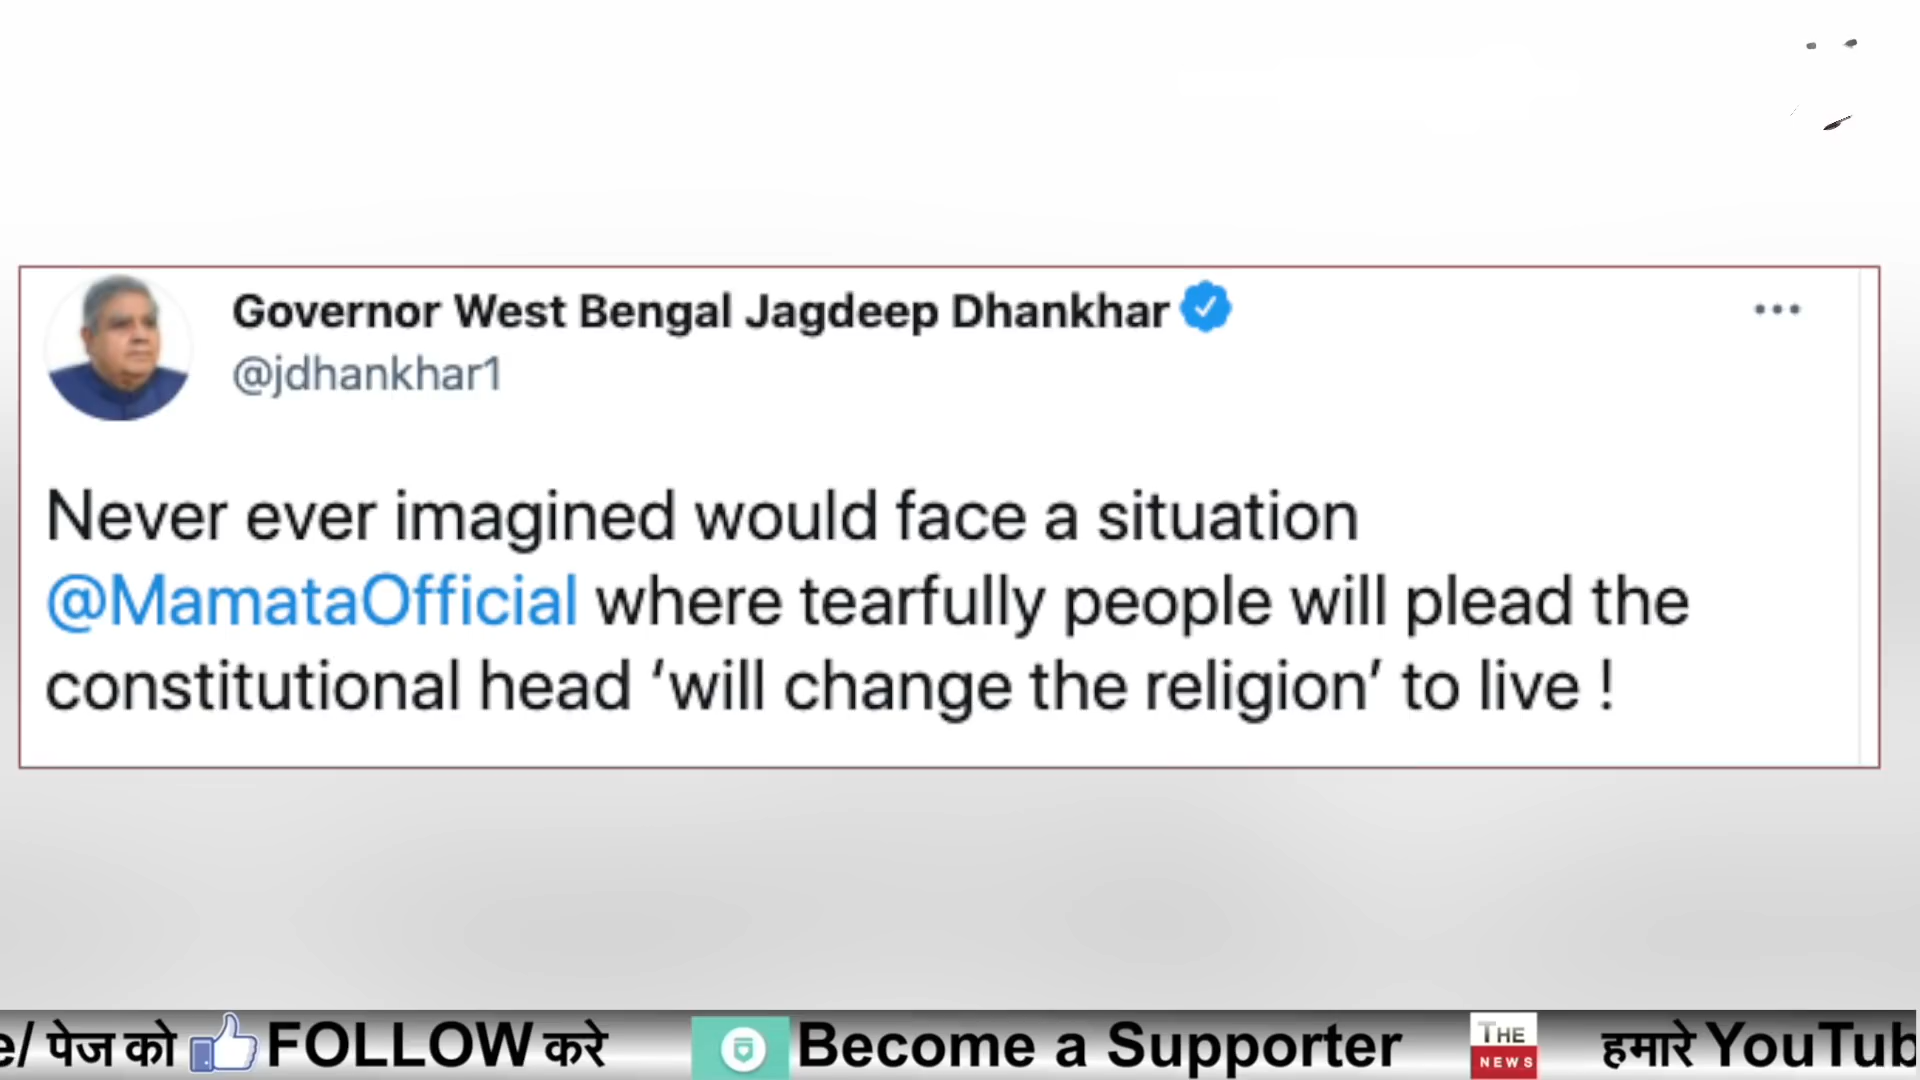 Governor West Bengal Jagdeep Dhankhar
@jdhankhar1
Never ever imagined would face a situation
@MamataOfficial where tearfully people will plead the
constitutional head ‘will change the religion’ to live !
e/ पेज को FOLLOW करे Become a Supporter THE NEWS हमारे YouTub